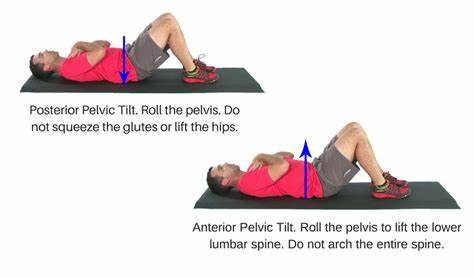 Posterior Pelvic Tilt. Roll the pelvis. Do
not squeeze the glutes or lift the hips.
Anterior Pelvic Tilt. Roll the pelvis to lift the lower
lumbar spine. Do not arch the entire spine.